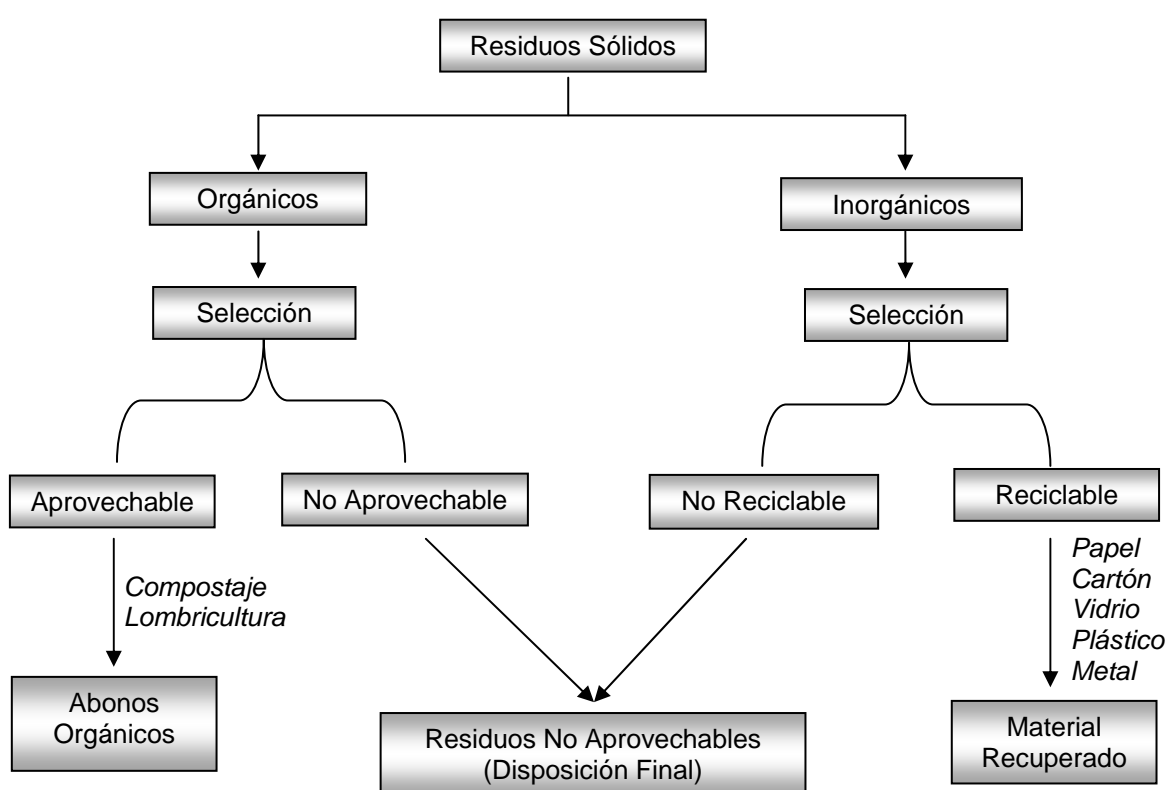 Residuos Sólidos
Orgánicos
Inorgánicos
Selección
Selección
Aprovechable
No Aprovechable
No Reciclable
Reciclable
Compostaje
Lombricultura
Papel
Cartón
Vidrio
Plástico
Metal
Abonos
Orgánicos
Residuos No Aprovechables
(Disposición Final)
Material
Recuperado